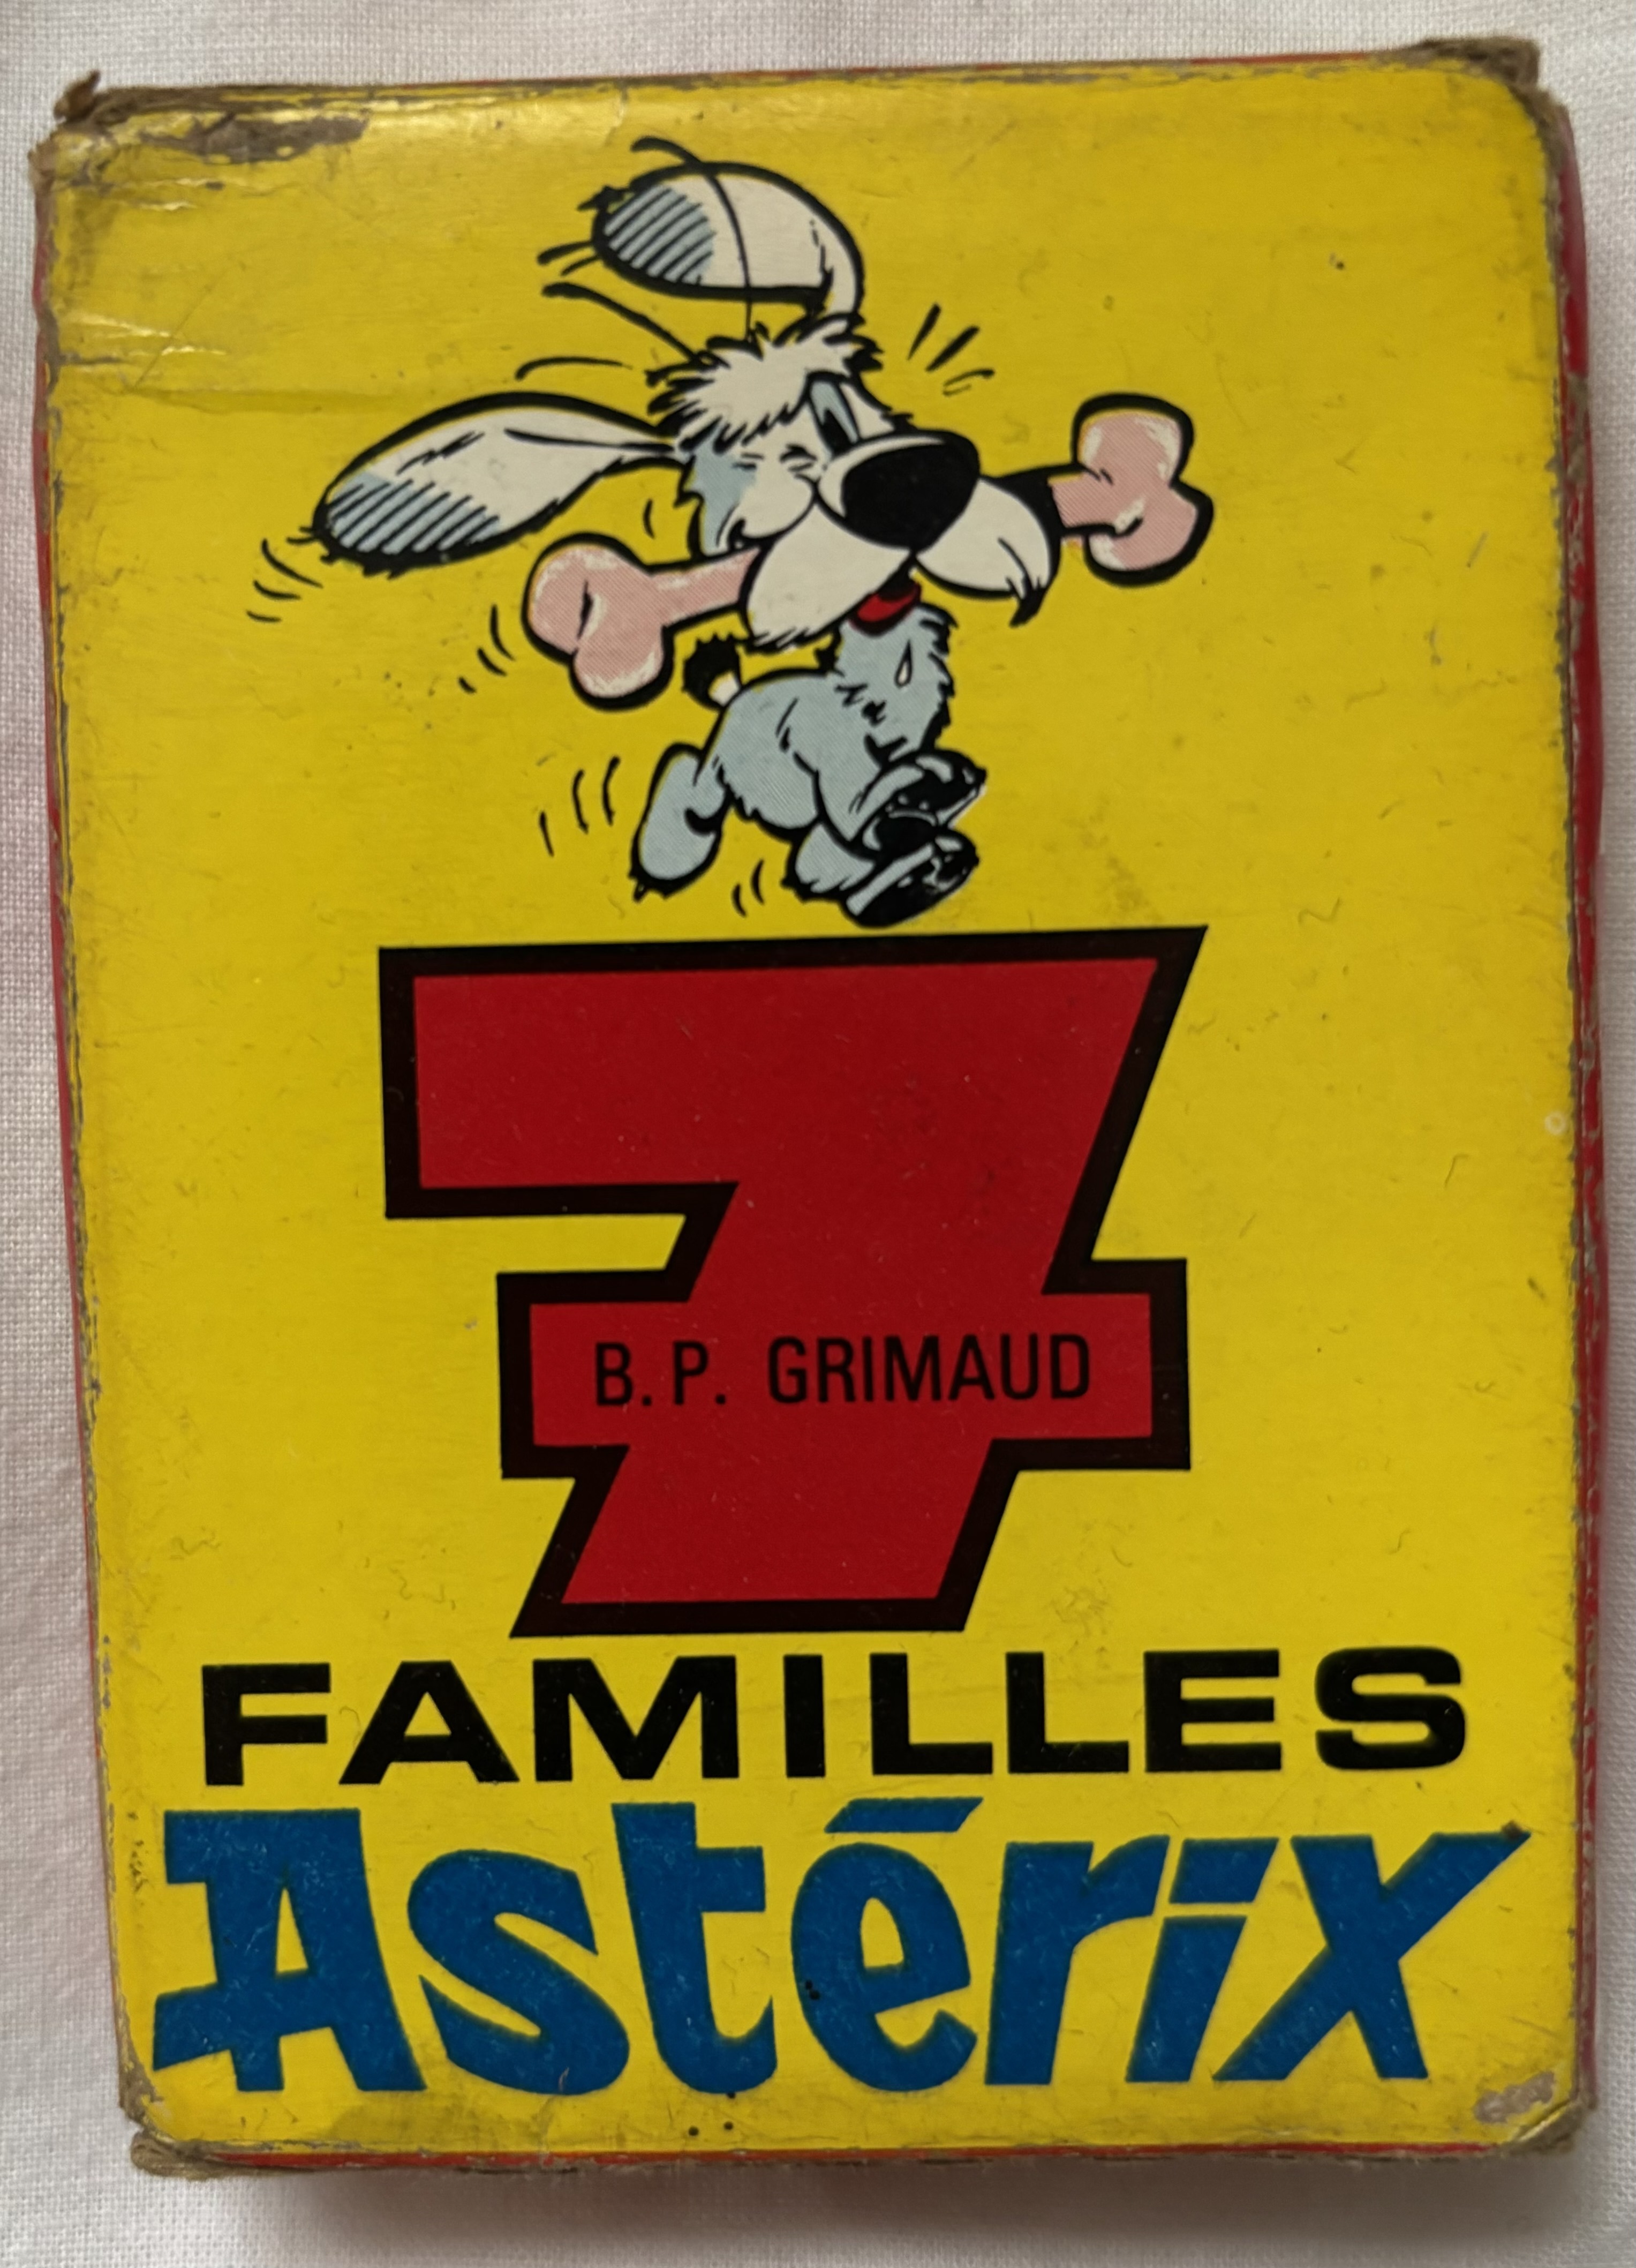 7
B.P. GRIMAUD
FAMILLES
Astérix